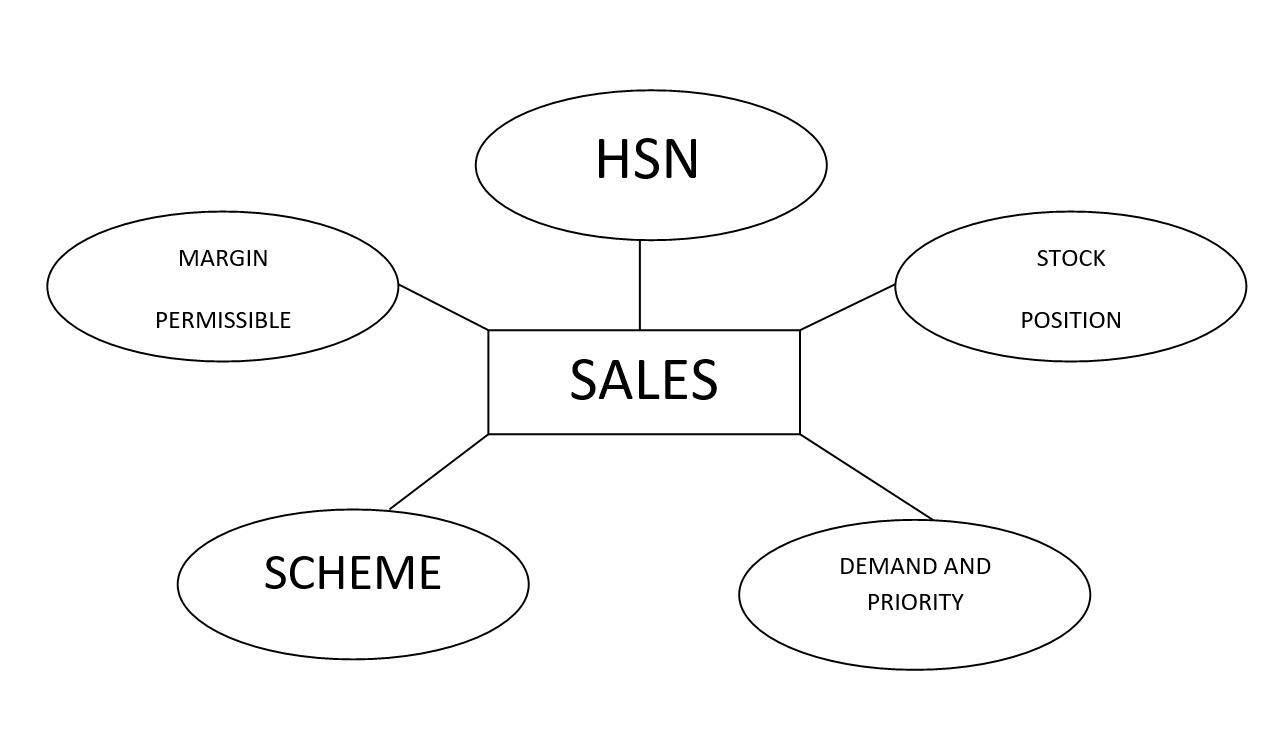 HSN
MARGIN
PERMISSIBLE
STOCK
POSITION
SALES
SCHEME
DEMAND AND
PRIORITY